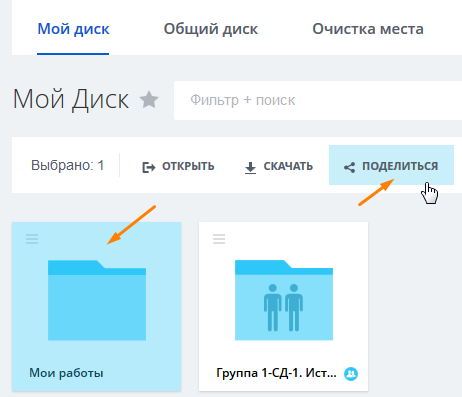 Мой диск Общий диск Очистка места
Мой Диск
Фильтр + поиск
Выбрано: 1 ОТКРЫТЬ СКАЧАТЬ ПОДЕЛИТЬСЯ
Мои работы Группа 1-СД-1. Ист...